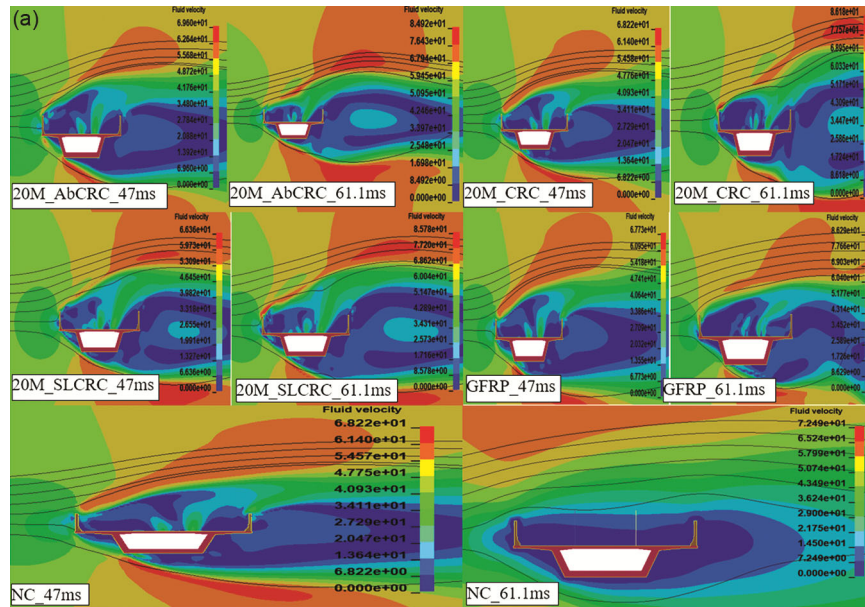 (a)
Fluid velocity
6.960e+01
6.264e+01
5.568e+01
4.872e+01
4.176e+01
3.480e+01
2.784e+01
2.088e+01
1.392e+01
6.960e+00
0.000e+00
20M_AbCRC_47ms
Fluid velocity
8.492e+01
7.643e+01
6.794e+01
5.945e+01
5.095e+01
4.246e+01
3.397e+01
2.548e+01
1.698e+01
8.492e+00
0.000e+00
20M_AbCRC_61.1ms
Fluid velocity
6.822e+01
6.140e+01
5.458e+01
4.776e+01
4.093e+01
3.411e+01
2.729e+01
2.047e+01
1.364e+01
6.822e+00
0.000e+00
20M_CRC_47ms
Fluid velocity
8.618e+01
7.757e+01
6.895e+01
6.033e+01
5.171e+01
4.309e+01
3.447e+01
2.586e+01
1.724e+01
8.618e+00
0.000e+00
20M_CRC_61.1ms
Fluid velocity
6.636e+01
5.973e+01
5.309e+01
4.645e+01
3.982e+01
3.318e+01
2.655e+01
1.991e+01
1.327e+01
6.636e+00
0.000e+00
20M_SLCRC_47ms
Fluid velocity
8.578e+01
7.720e+01
6.862e+01
6.004e+01
5.147e+01
4.289e+01
3.431e+01
2.573e+01
1.716e+01
8.578e+00
0.000e+00
20M_SLCRC_61.1ms
Fluid velocity
6.773e+01
6.095e+01
5.418e+01
4.741e+01
4.064e+01
3.386e+01
2.709e+01
2.032e+01
1.355e+01
6.773e+00
0.000e+00
GFRP_47ms
Fluid velocity
8.629e+01
7.766e+01
6.903e+01
6.040e+01
5.177e+01
4.314e+01
3.452e+01
2.589e+01
1.726e+01
8.629e+00
0.000e+00
GFRP_61.1ms
Fluid velocity
6.822e+01
6.140e+01
5.457e+01
4.775e+01
4.093e+01
3.411e+01
2.729e+01
2.047e+01
1.364e+01
6.822e+00
0.000e+00
NC_47ms
Fluid velocity
7.249e+01
6.524e+01
5.799e+01
5.074e+01
4.349e+01
3.624e+01
2.900e+01
2.175e+01
1.450e+01
7.249e+00
0.000e+00
NC_61.1ms